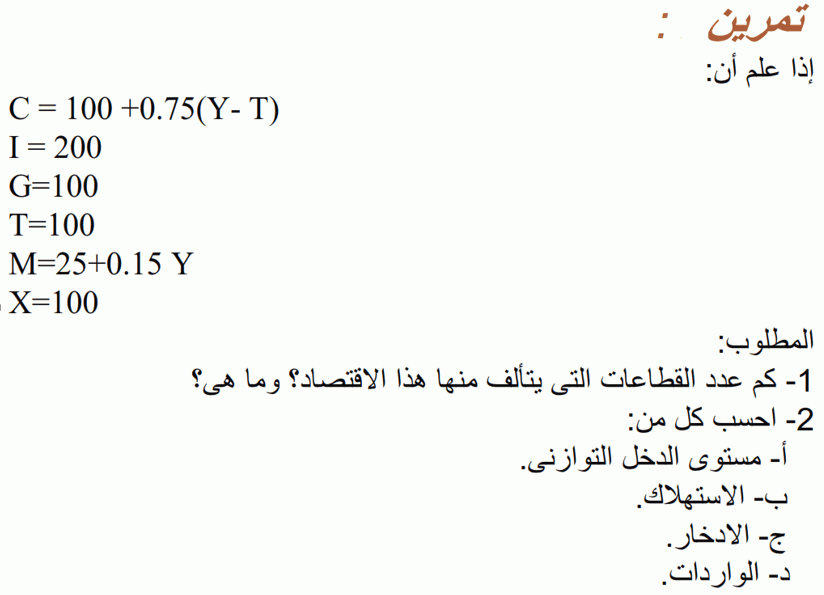 تمرين :
إذا علم أن:
C = 100 +0.75(Y- T)
I = 200
G=100
T=100
M=25+0.15 Y
X=100
المطلوب:
1- كم عدد القطاعات التى يتألف منها هذا الاقتصاد؟ وما هى؟
2- احسب كل من:
أ- مستوى الدخل التوازنى.
ب- الاستهلاك.
ج- الادخار.
د- الواردات.